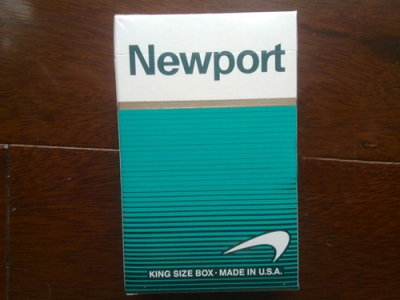 Newport
KING SIZE BOX · MADE IN U.S.A.